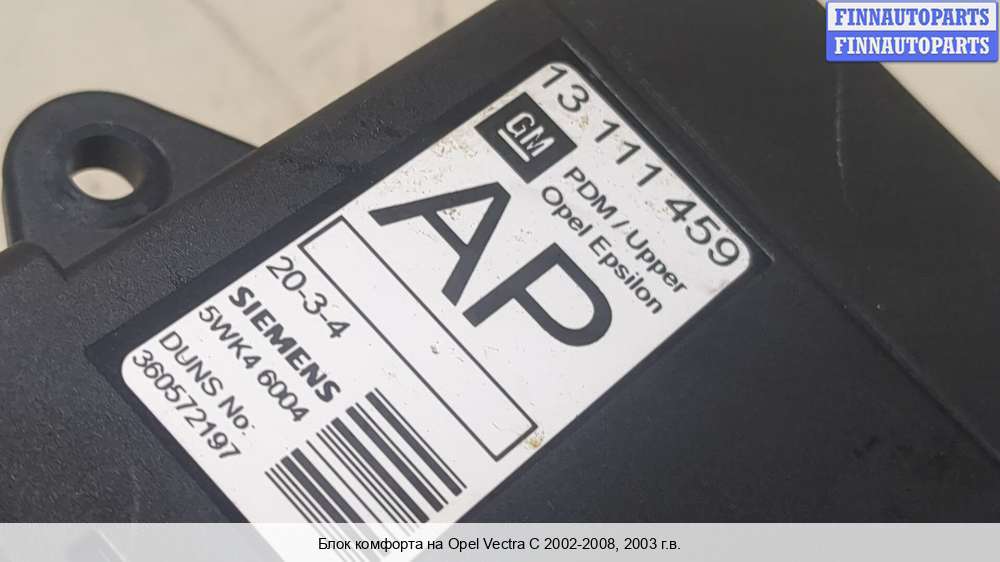 FINNAUTOPARTS
FINNAUTOPARTS
13 111 459
GM
PDM / Upper
Opel Epsilon
AP
20-3-4
SIEMENS
5WK4 6004
DUNS No:
360572197
Блок комфорта на Opel Vectra C 2002-2008, 2003 г.в.